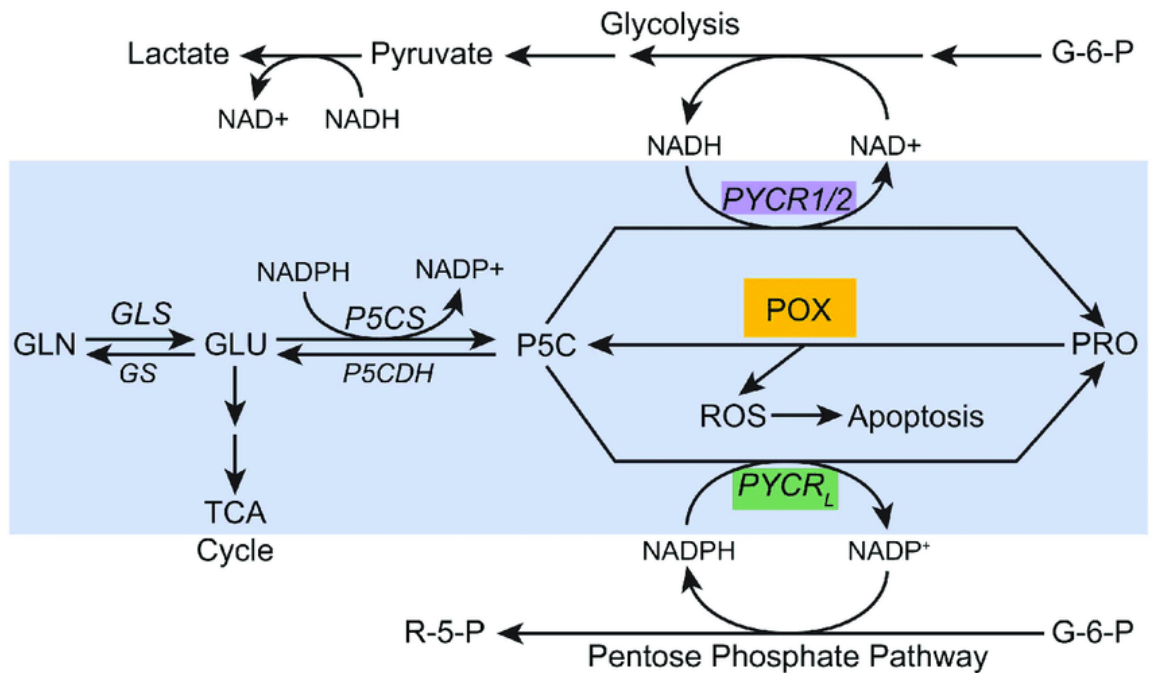 Glycolysis
Lactate
Pyruvate
G-6-P
NAD+
NADH
NADH
NAD+
PYCR1/2
NADPH
NADP+
POX
GLS
P5CS
GLN
GLU
P5C
PRO
GS
P5CDH
ROS
Apoptosis
PYCRL
TCA
Cycle
NADPH
NADP⁺
R-5-P
G-6-P
Pentose Phosphate Pathway